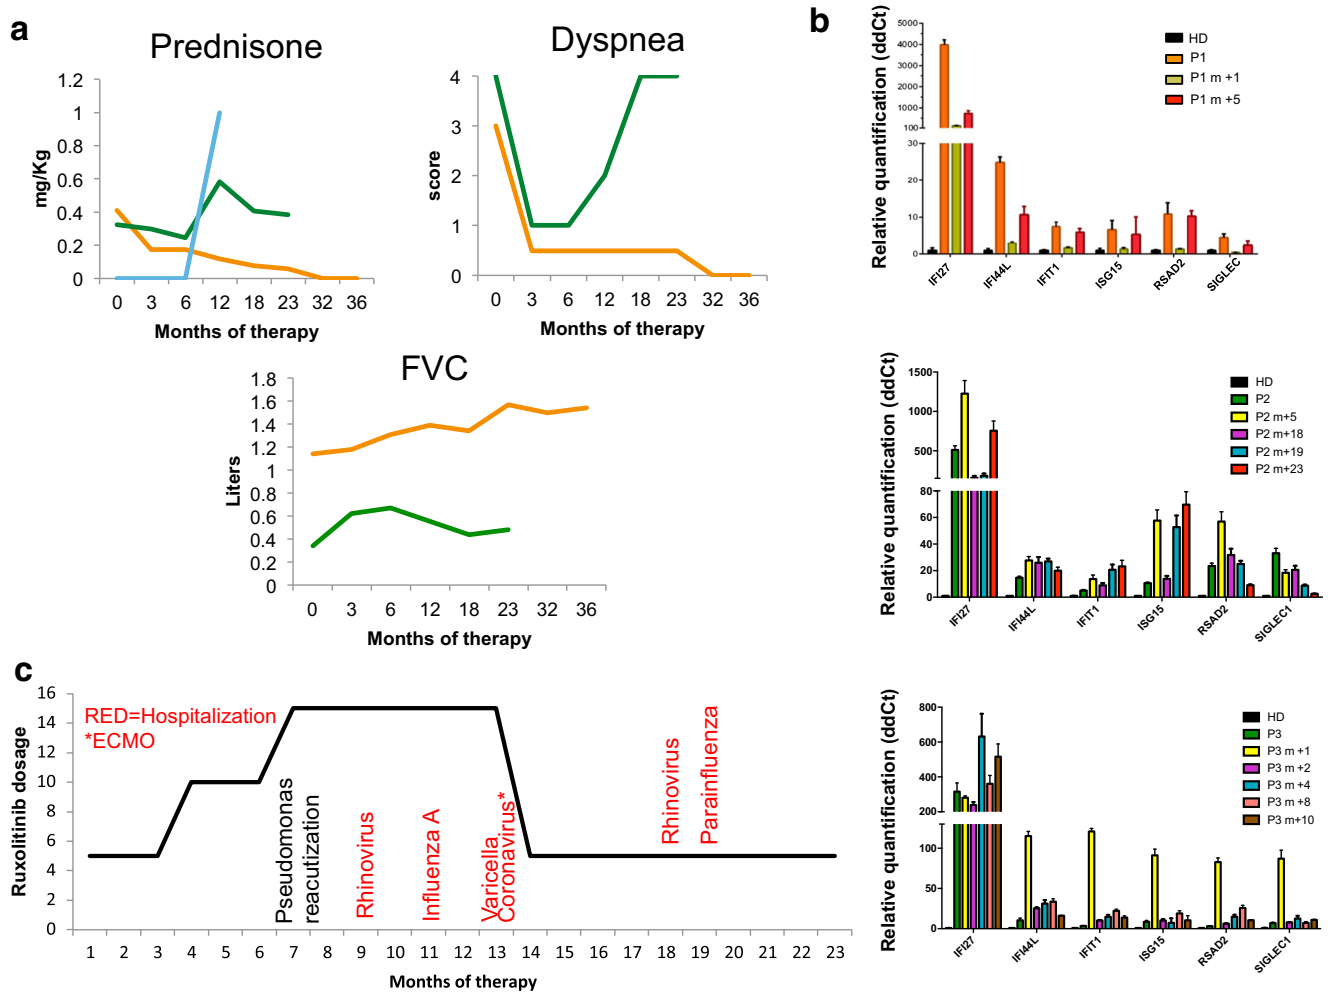 a
Prednisone
mg/Kg
1.2
1
0.8
0.6
0.4
0.2
0
0 3 6 12 18 23 32 36
Months of therapy
Dyspnea
score
4
3
2
1
0
0 3 6 12 18 23 32 36
Months of therapy
FVC
Liters
1.8
1.6
1.4
1.2
1
0.8
0.6
0.4
0.2
0
0 3 6 12 18 23 32 36
Months of therapy
b
Relative quantification (ddCt)
5000
4000
3000
2000
1000
100
30
20
10
0
HD
P1
P1 m +1
P1 m +5
IFI27 IFI44L IFIT1 ISG15 RSAD2 SIGLEC
Relative quantification (ddCt)
1500
1000
500
80
60
40
20
0
HD
P2
P2 m+5
P2 m+18
P2 m+19
P2 m+23
IFI27 IFI44L IFIT1 ISG15 RSAD2 SIGLEC1
Relative quantification (ddCt)
800
600
400
200
100
50
0
HD
P3
P3 m +1
P3 m +2
P3 m +4
P3 m +8
P3 m+10
IFI27 IFI44L IFIT1 ISG15 RSAD2 SIGLEC1
c
Ruxolitinib dosage
16
14
12
10
8
6
4
2
0
RED=Hospitalization
*ECMO
Pseudomonas
reacutization
Rhinovirus
Influenza A
Varicella
Coronavirus*
Rhinovirus
Parainfluenza
1 2 3 4 5 6 7 8 9 10 11 12 13 14 15 16 17 18 19 20 21 22 23
Months of therapy